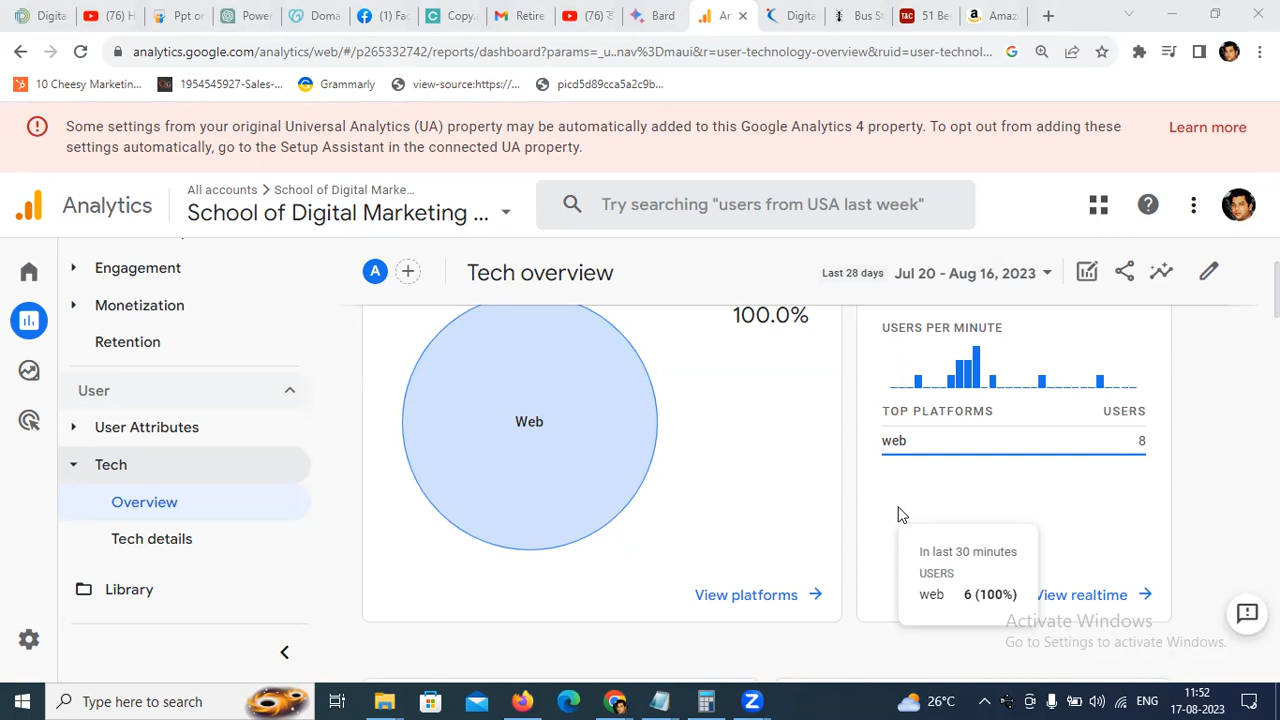 Digita
(76) H
Ppt or
Powe
Doma
(1) Fac
Copy.
Retire
(76) ਨ
Bard
Ar
Digita
Bus St
51 Be
Amaz
analytics.google.com/analytics/web/#/p265332742/reports/dashboard?params=_u..nav%3Dmaui&r=user-technology-overview&ruid=user-technol...
10 Cheesy Marketin...
1954545927-Sales-...
Grammarly
view-source:https://...
picd5d89cca5a2c9b...
Some settings from your original Universal Analytics (UA) property may be automatically added to this Google Analytics 4 property. To opt out from adding these
settings automatically, go to the Setup Assistant in the connected UA property.
Learn more
Analytics
All accounts > School of Digital Marke...
School of Digital Marketing ...
Try searching "users from USA last week"
Engagement
Monetization
Retention
User
User Attributes
Tech
Overview
Tech details
Library
A
Tech overview
Last 28 days Jul 20 - Aug 16, 2023
100.0%
Web
View platforms
USERS PER MINUTE
TOP PLATFORMS USERS
web 8
In last 30 minutes
USERS
web 6 (100%)
View realtime
Activate Windows
Go to Settings to activate Windows.
Type here to search
26°C
ENG
11:52
17-08-2023